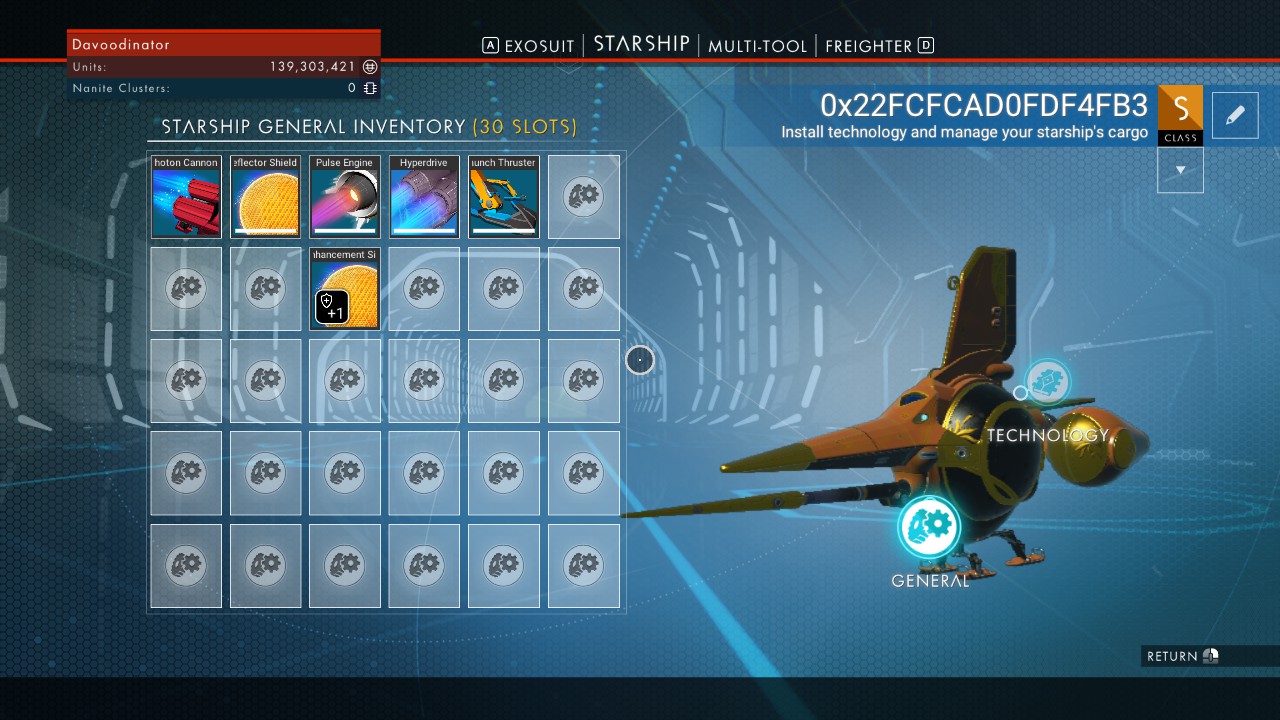 Davoodinator
Units: 139,303,421
Nanite Clusters: 0
A EXOSUIT STARSHIP MULTI-TOOL FREIGHTER D
0x22FCFCAD0FDF4FB3
Install technology and manage your starship's cargo
S
CLASS
STARSHIP GENERAL INVENTORY (30 SLOTS)
hoton Cannon eflector Shield Pulse Engine Hyperdrive unch Thruster
hancement Si
+1
TECHNOLOGY
GENERAL
RETURN